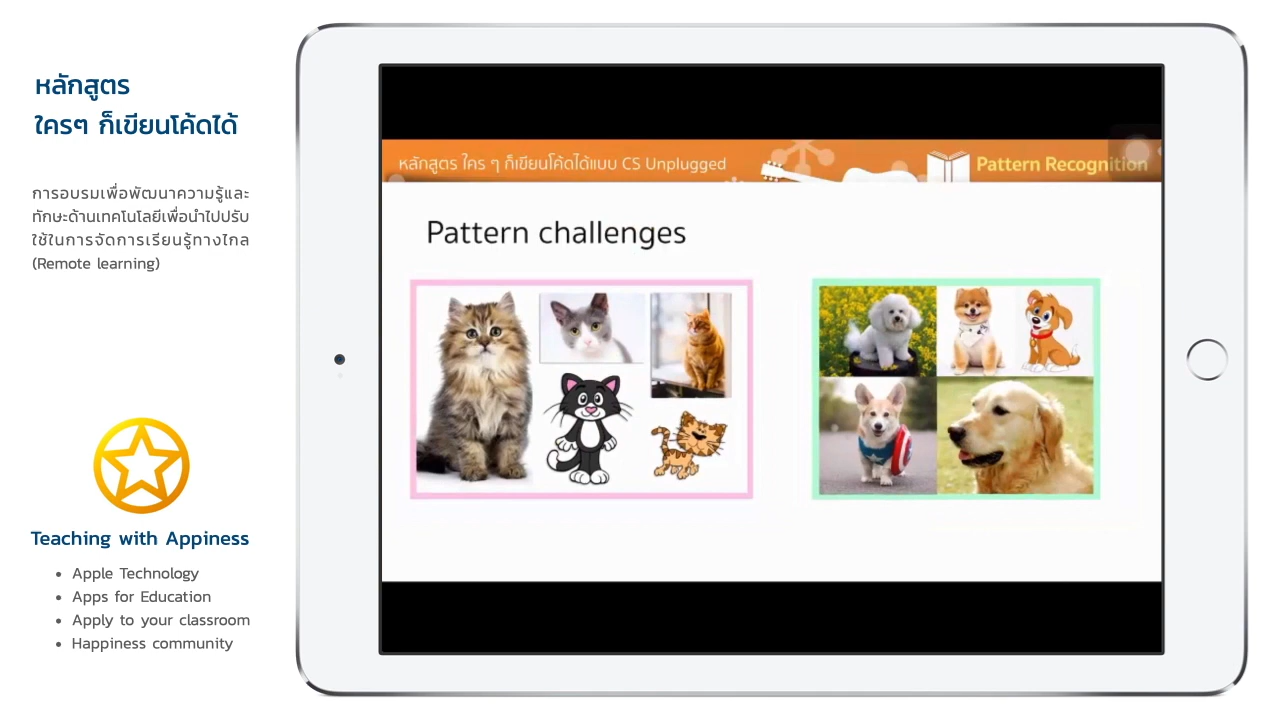 หลักสูตร
ใครๆ ก็เขียนโค้ดได้
การอบรมเพื่อพัฒนาความรู้และ
ทักษะด้านเทคโนโลยีเพื่อนำไปปรับ
ใช้ในการจัดการเรียนรู้ทางไกล
(Remote learning)
Teaching with Appiness
• Apple Technology
• Apps for Education
• Apply to your classroom
• Happiness community
หลักสูตร ใคร ๆ ก็เขียนโค้ดได้แบบ CS Unplugged
Pattern Recognition
Pattern challenges